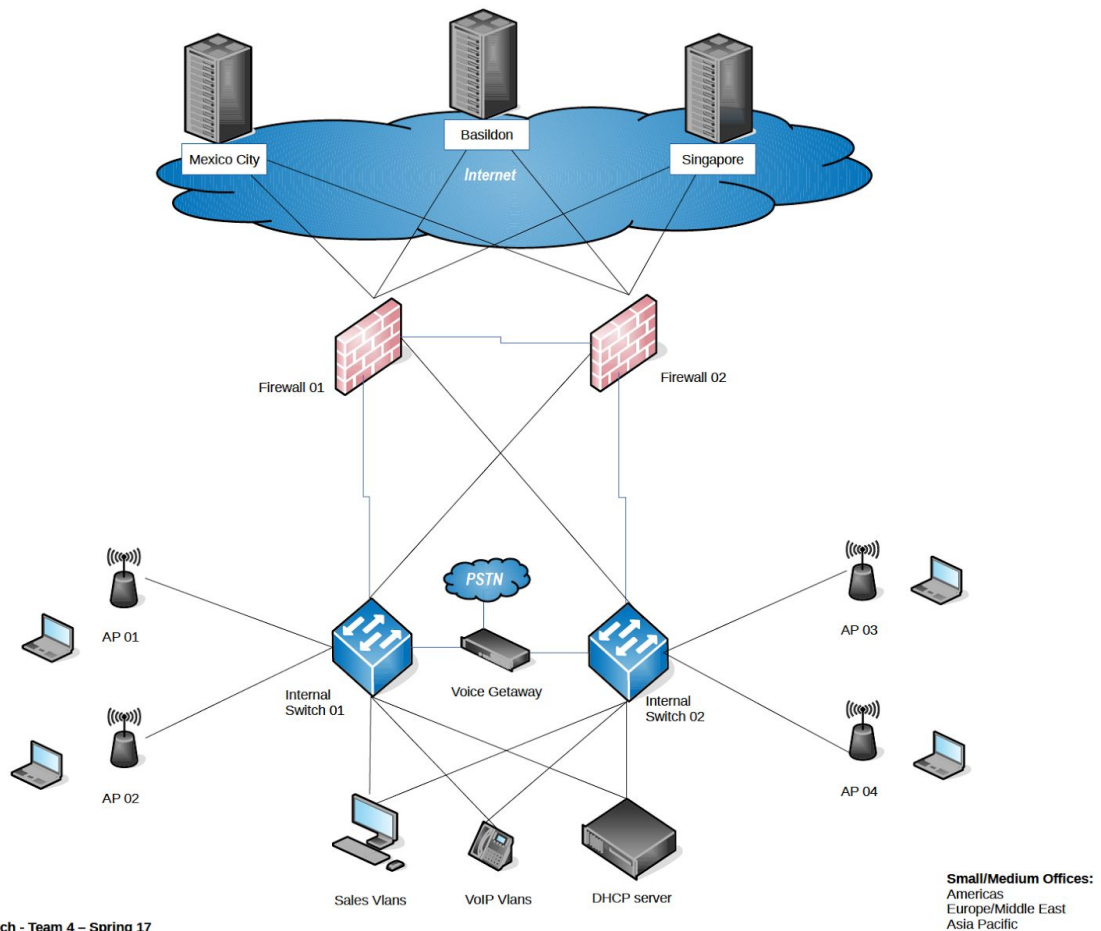 Mexico City
Basildon
Singapore
Internet
Firewall 01
Firewall 02
PSTN
AP 01
AP 03
Internal
Switch 01
Voice Getaway
Internal
Switch 02
AP 02
AP 04
Sales Vlans
VoIP Vlans
DHCP server
Small/Medium Offices:
Americas
Europe/Middle East
Asia Pacific
ch - Team 4 – Spring 17